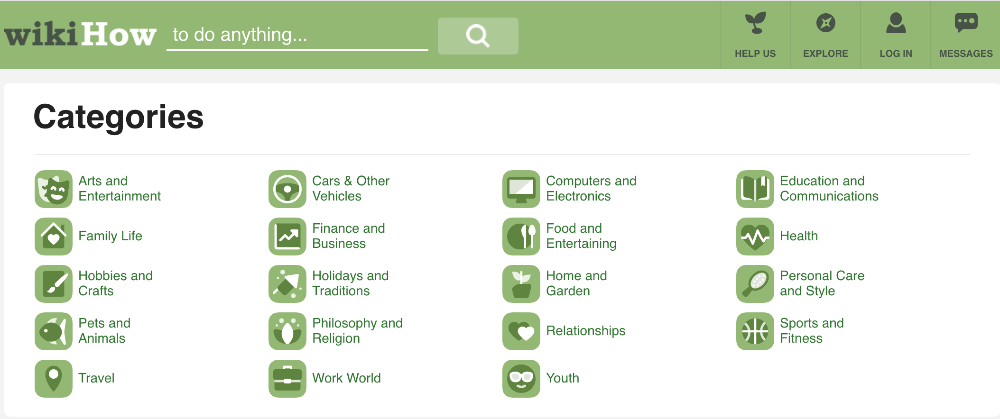 wikiHow to do anything...
HELP US
EXPLORE
LOG IN
MESSAGES
Categories
Arts and
Entertainment
Cars & Other
Vehicles
Computers and
Electronics
Education and
Communications
Family Life
Finance and
Business
Food and
Entertaining
Health
Hobbies and
Crafts
Holidays and
Traditions
Home and
Garden
Personal Care
and Style
Pets and
Animals
Philosophy and
Religion
Relationships
Sports and
Fitness
Travel
Work World
Youth